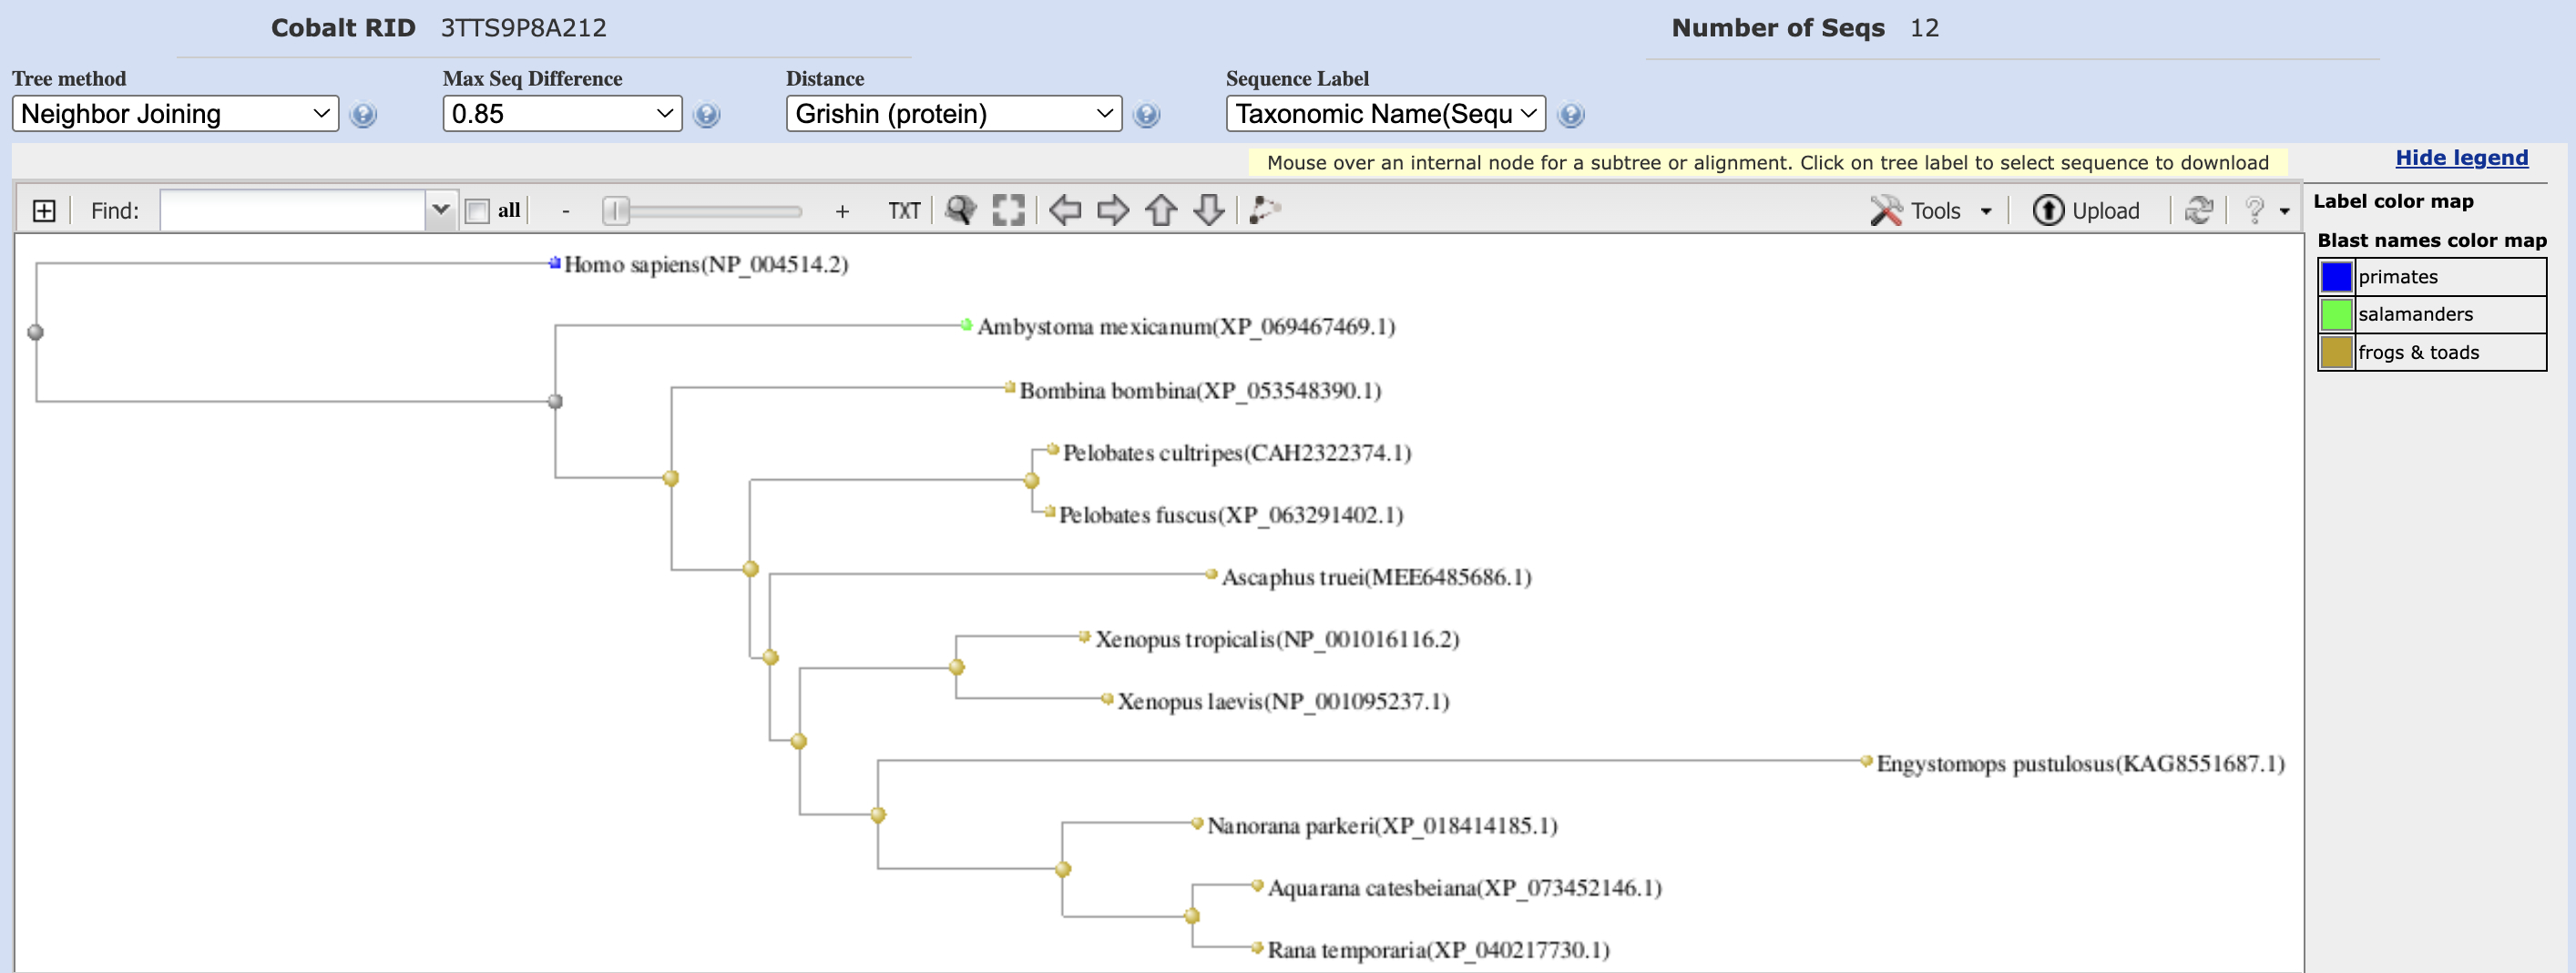 Cobalt RID 3TTS9P8A212 Number of Seqs 12
Tree method Max Seq Difference Distance Sequence Label
Neighbor Joining 0.85 Grishin (protein) Taxonomic Name(Sequ
Mouse over an internal node for a subtree or alignment. Click on tree label to select sequence to download Hide legend
Find: all - + TXT Tools Upload ?
Label color map
Blast names color map
primates
salamanders
frogs & toads
Homo sapiens(NP_004514.2)
Ambystoma mexicanum(XP_069467469.1)
Bombina bombina(XP_053548390.1)
Pelobates cultripes(CAH2322374.1)
Pelobates fuscus(XP_063291402.1)
Ascaphus truei(MEE6485686.1)
Xenopus tropicalis(NP_001016116.2)
Xenopus laevis(NP_001095237.1)
Engystomops pustulosus(KAG8551687.1)
Nanorana parkeri(XP_018414185.1)
Aquarana catesbeiana(XP_073452146.1)
Rana temporaria(XP_040217730.1)